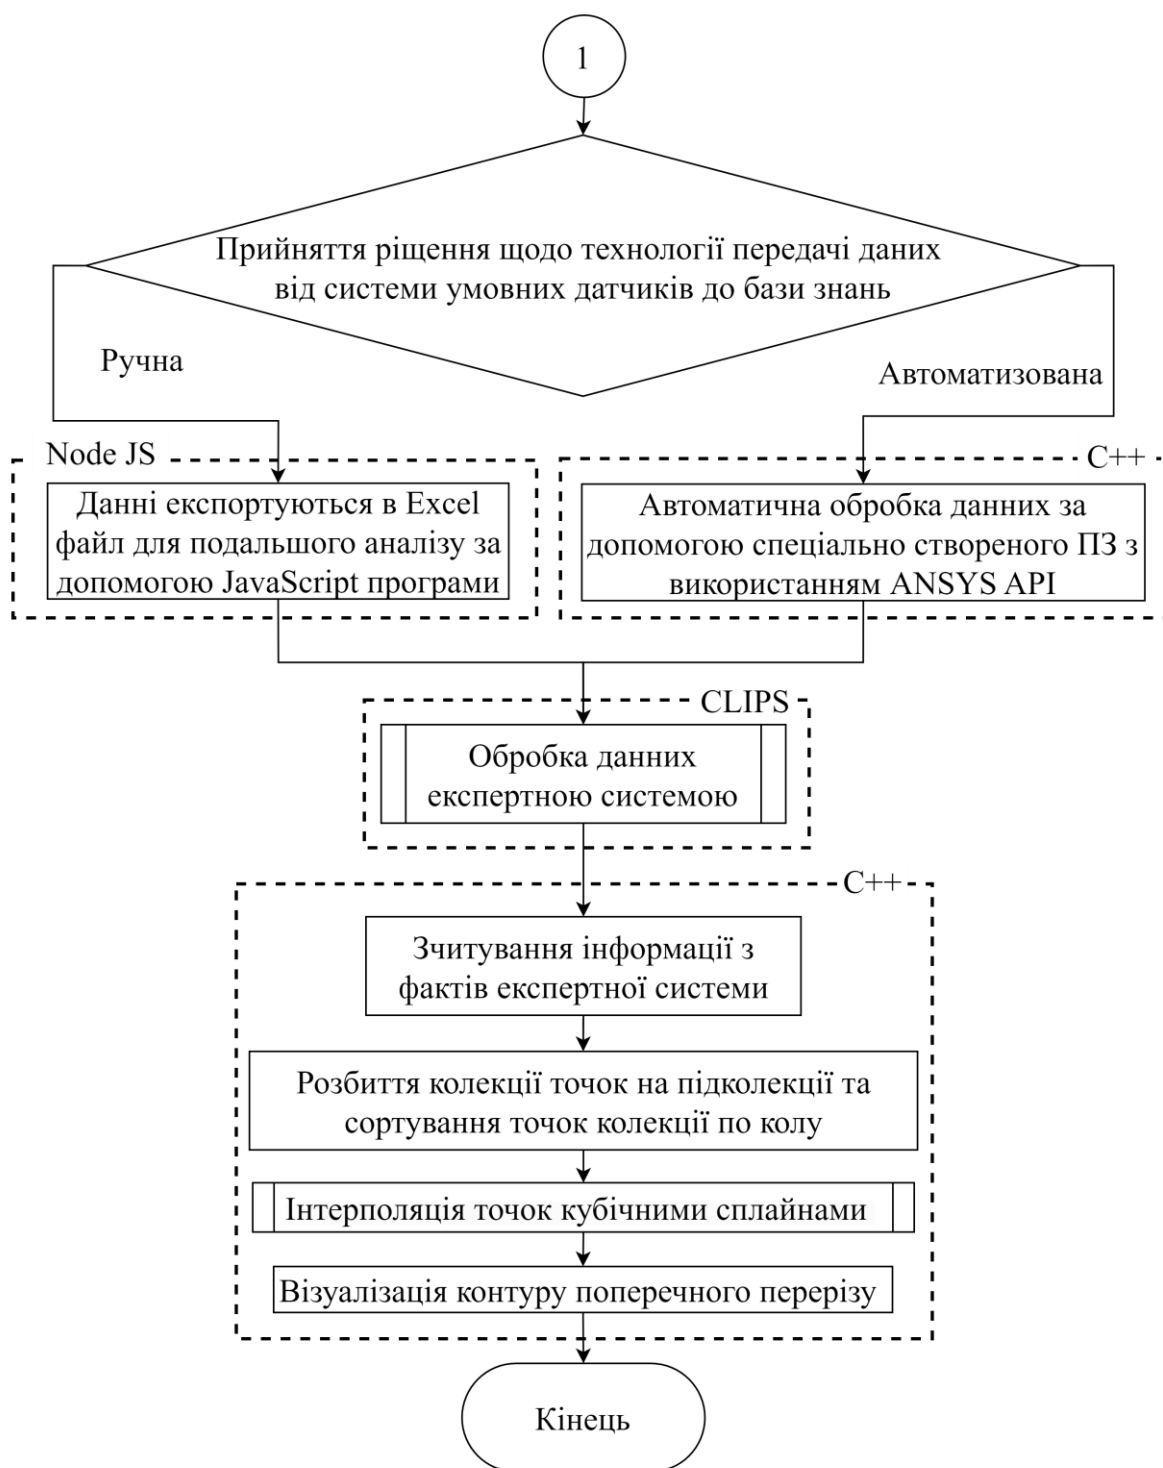 1
Прийняття ріщення щодо технології передачі даних
від системи умовних датчиків до бази знань
Ручна
Автоматизована
Node JS
C++
Данні експортуються в Excel
файл для подальшого аналізу за
допомогою JavaScript програми
Автоматична обробка данних за
допомогою спеціально створеного ПЗ з
використанням ANSYS API
CLIPS
Обробка данних
експертною системою
C++
Зчитування інформації з
фактів експертної системи
Розбиття колекції точок на підколекції та
сортування точок колекції по колу
Інтерполяція точок кубічними сплайнами
Візуалізація контуру поперечного перерізу
Кінець